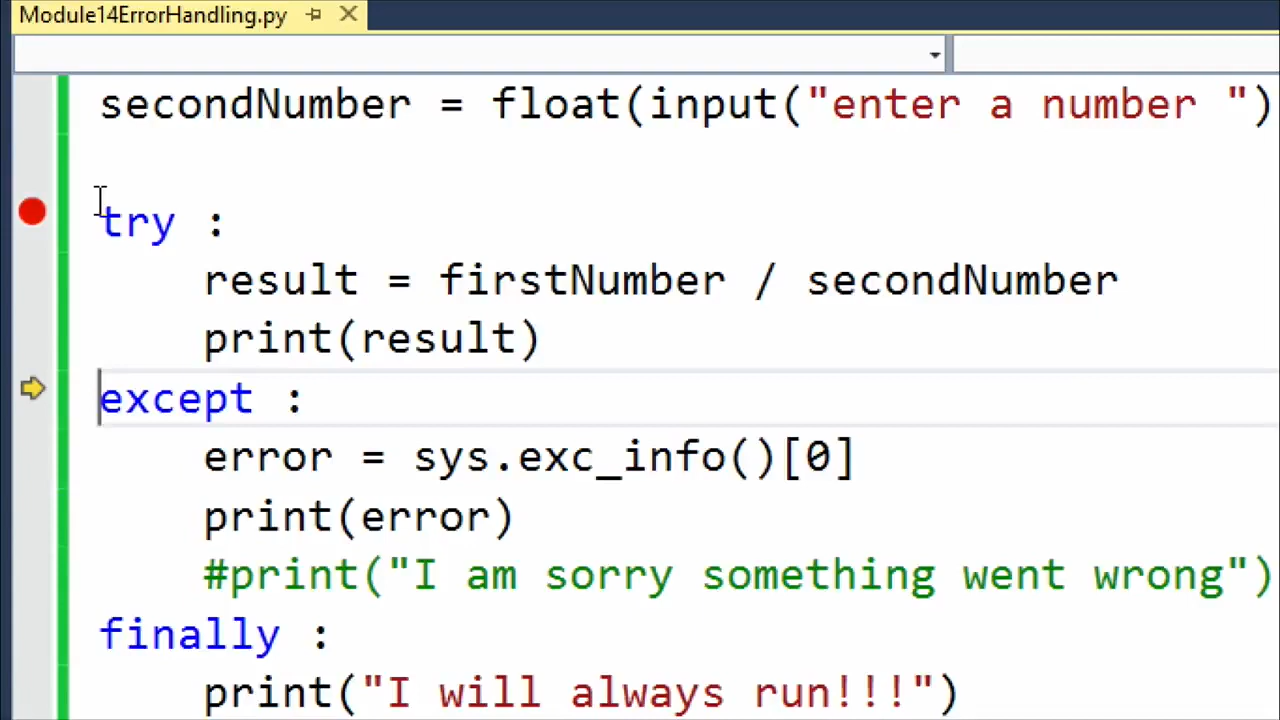 Module14ErrorHandling.py
secondNumber = float(input("enter a number ")
try :
result = firstNumber / secondNumber
print(result)
except :
error = sys.exc_info()[0]
print(error)
#print("I am sorry something went wrong")
finally :
print("I will always run!!!")